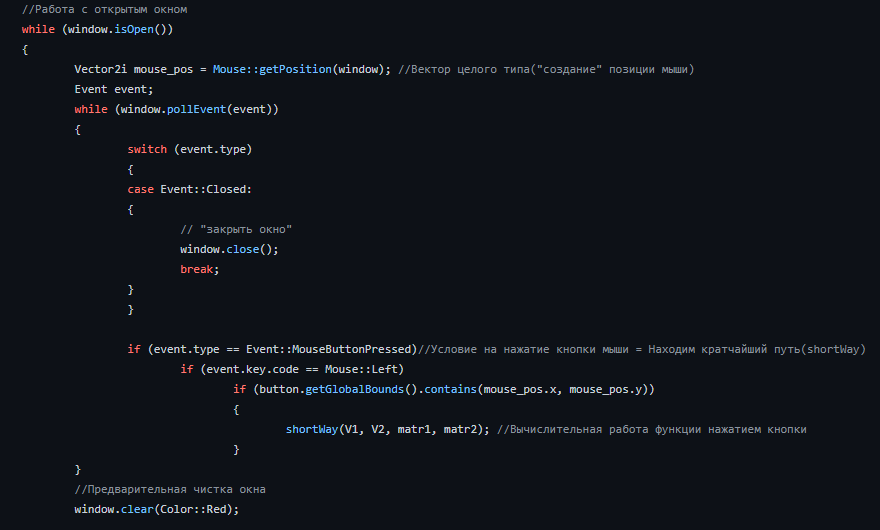 //Работа с открытым окном
while (window.isOpen())
{
Vector2i mouse_pos = Mouse::getPosition(window); //Вектор целого типа("создание" позиции мыши)
Event event;
while (window.pollEvent(event))
{
switch (event.type)
{
case Event::Closed:
{
// "закрыть окно"
window.close();
break;
}
}
if (event.type == Event::MouseButtonPressed)//Условие на нажатие кнопки мыши = Находим кратчайший путь(shortWay)
if (event.key.code == Mouse::Left)
if (button.getGlobalBounds().contains(mouse_pos.x, mouse_pos.y))
{
shortWay(V1, V2, matr1, matr2); //Вычислительная работа функции нажатием кнопки
}
}
//Предварительная чистка окна
window.clear(Color::Red);